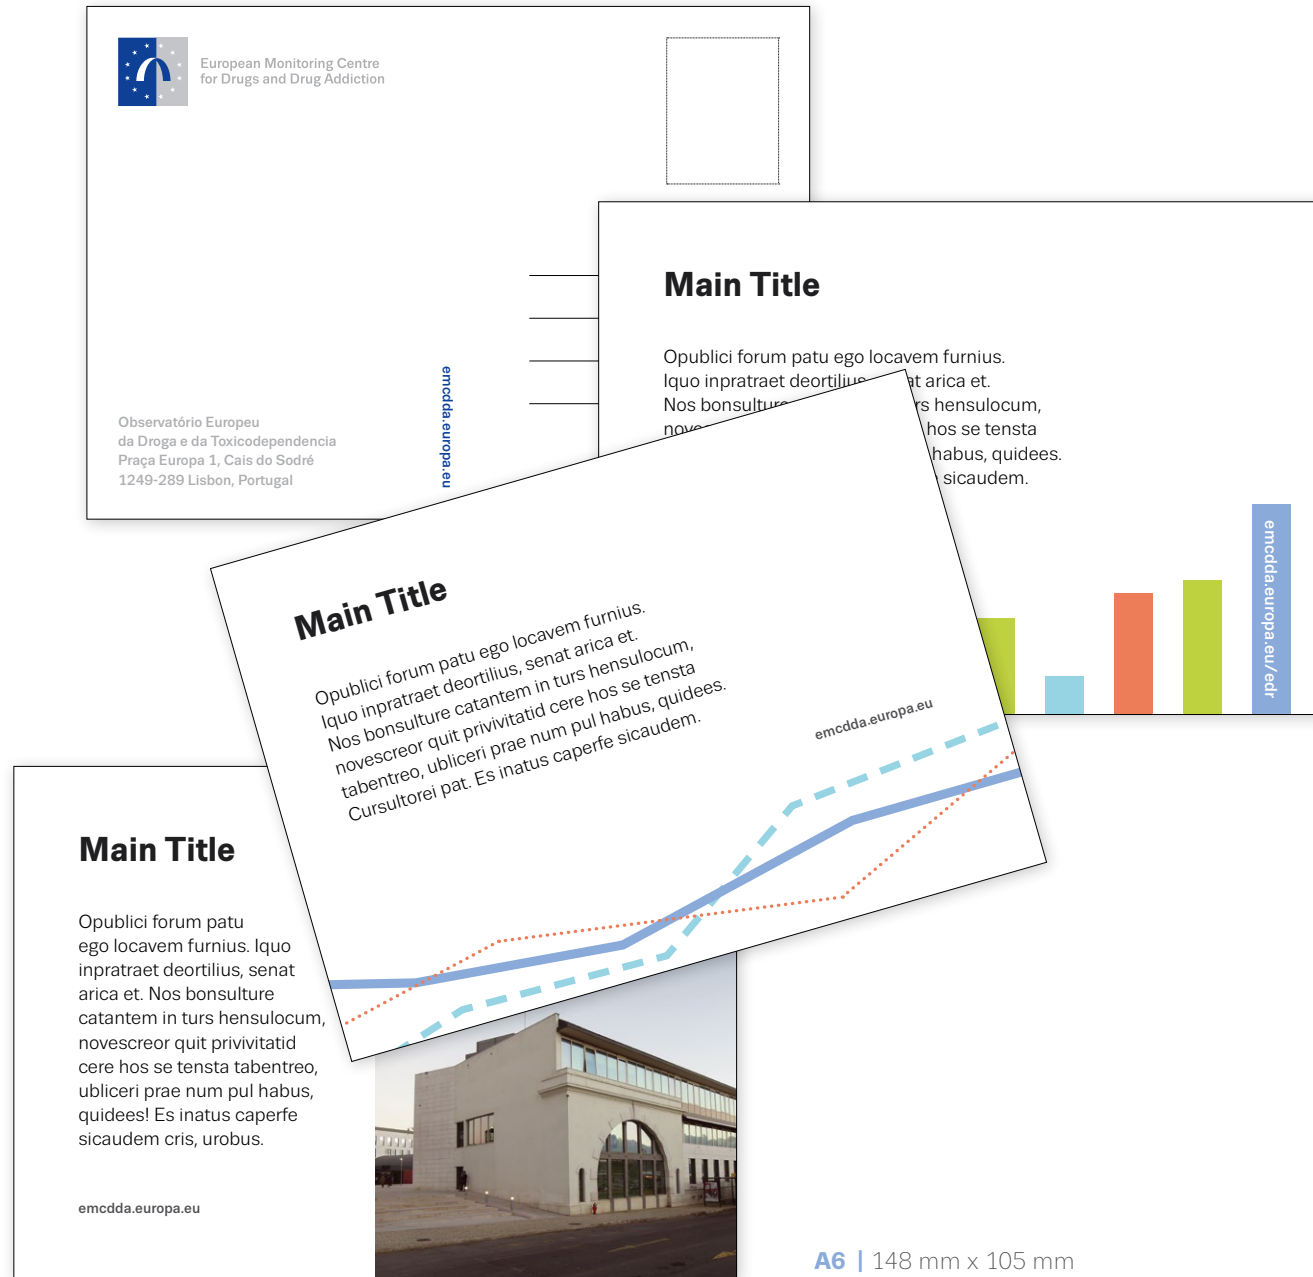 European Monitoring Centre
for Drugs and Drug Addiction
emcdda.europa.eu
Observatório Europeu
da Droga e da Toxicodependencia
Praça Europa 1, Cais do Sodré
1249-289 Lisbon, Portugal
Main Title
Opublici forum patu ego locavem furnius.
Iquo inpratraet deortilius at arica et.
Nos bonsulture rs hensulocum,
hos se tensta
habus, quidees.
sicaudem.
emcdda.europa.eu/edr
Main Title
Opublici forum patu ego locavem furnius.
Iquo inpratraet deortilius, senat arica et.
Nos bonsulture catantem in turs hensulocum,
novescreor quit privivitatid cere hos se tensta
tabentreo, ubliceri prae num pul habus, quidees.
Cursultorei pat. Es inatus caperfe sicaudem.
emcdda.europa.eu
Main Title
Opublici forum patu
ego locavem furnius. Iquo
inpratraet deortilius, senat
arica et. Nos bonsulture
catantem in turs hensulocum,
novescreor quit privivitatid
cere hos se tensta tabentreo,
ubliceri prae num pul habus,
quidees! Es inatus caperfe
sicaudem cris, urobus.
emcdda.europa.eu
A6 | 148 mm x 105 mm